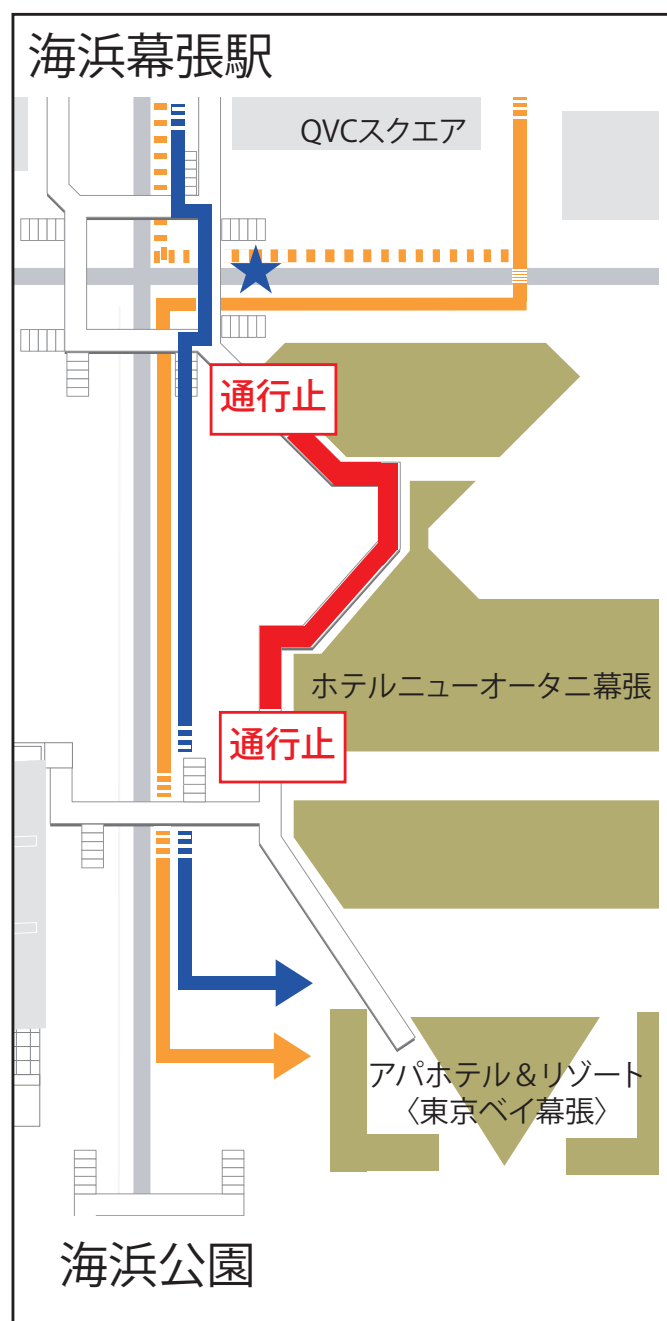 海浜幕張駅
QVCスクエア
通行止
ホテルニューオータニ幕張
通行止
アパホテル&リゾート
〈東京ベイ幕張〉
海浜公園